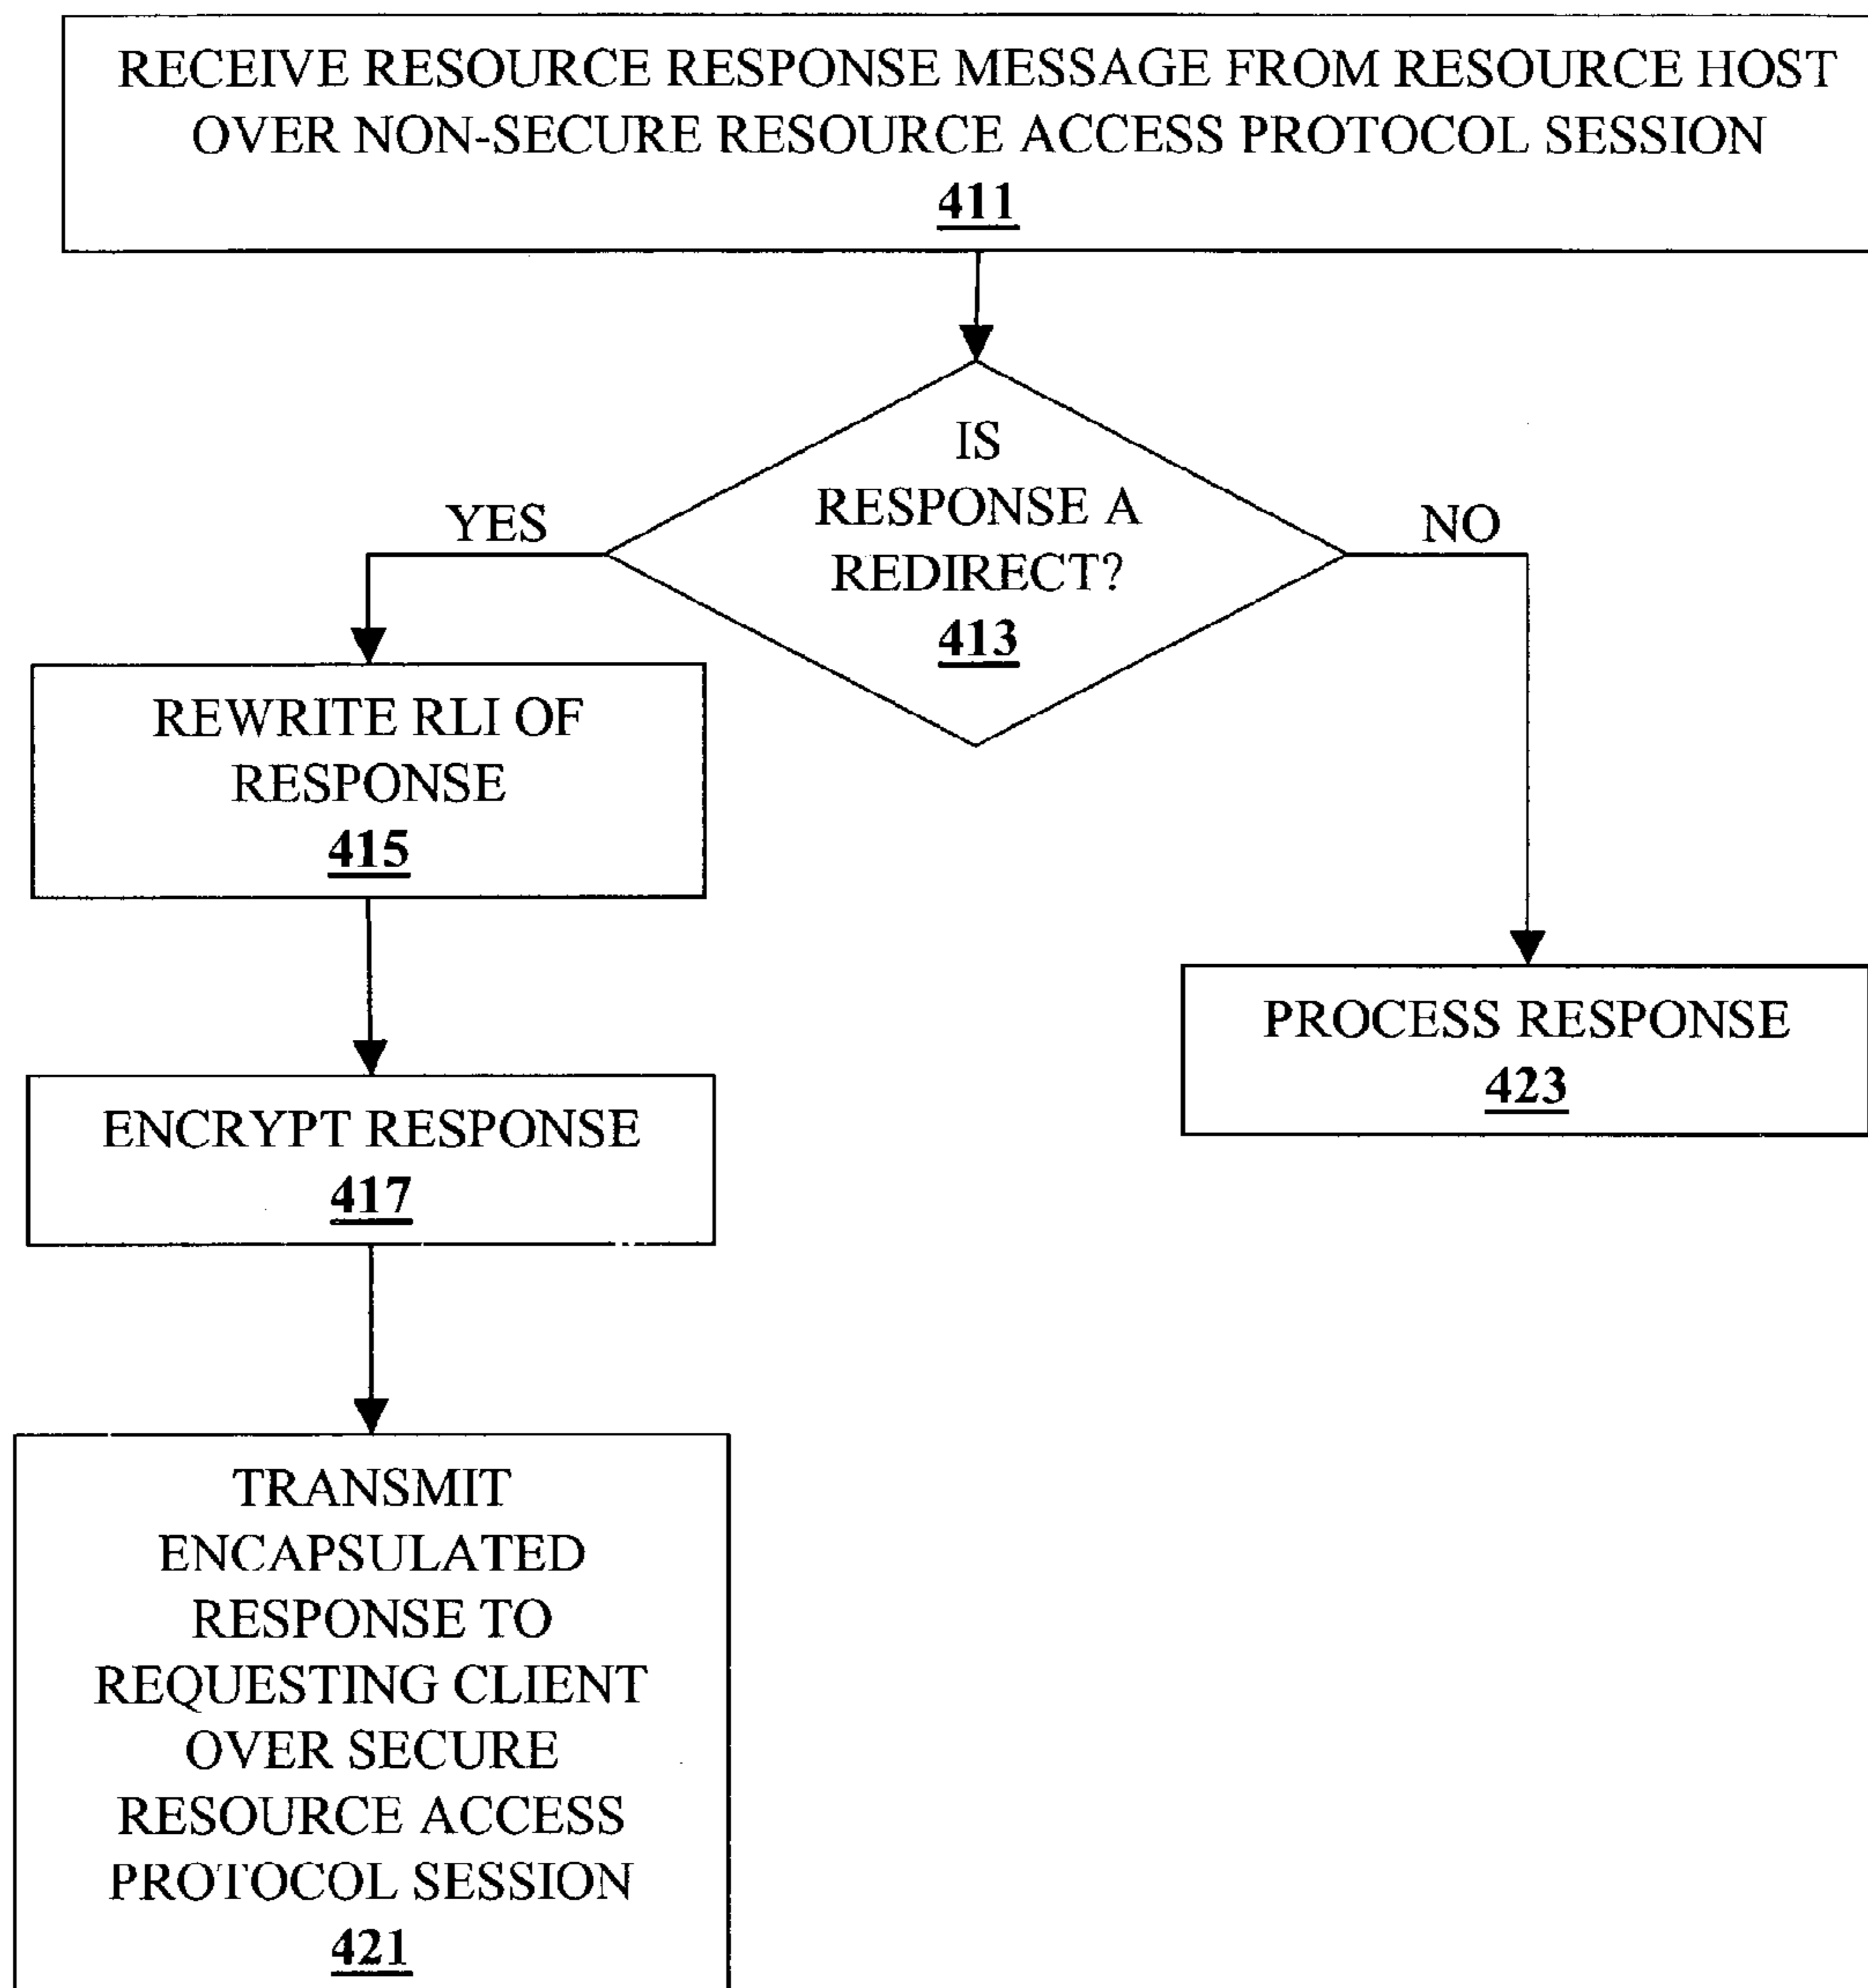 RECEIVE RESOURCE RESPONSE MESSAGE FROM RESOURCE HOST
OVER NON-SECURE RESOURCE ACCESS PROTOCOL SESSION
411
IS
RESPONSE A
REDIRECT?
413
YES
NO
REWRITE RLI OF
RESPONSE
415
PROCESS RESPONSE
423
ENCRYPT RESPONSE
417
TRANSMIT
ENCAPSULATED
RESPONSE TO
REQUESTING CLIENT
OVER SECURE
RESOURCE ACCESS
PROTOCOL SESSION
421